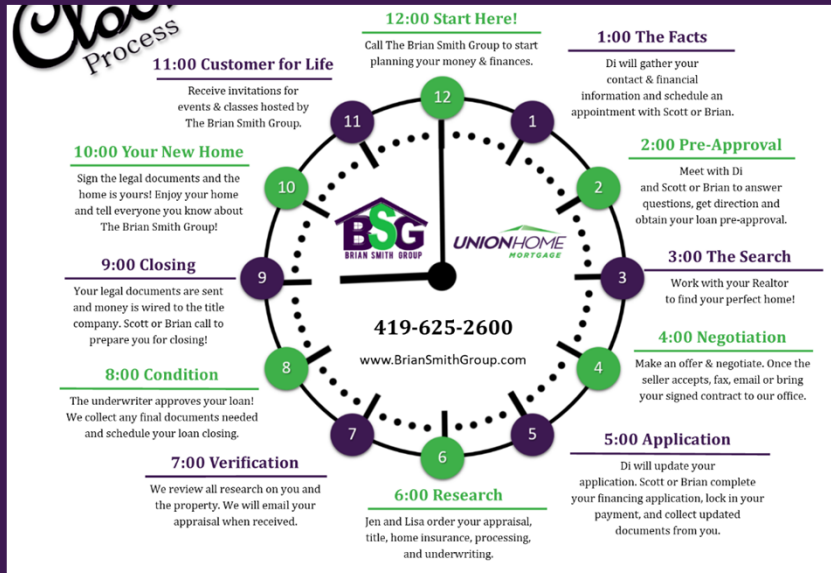 Process
12:00 Start Here!
Call The Brian Smith Group to start
planning your money & finances.
1:00 The Facts
Di will gather your
contact & financial
information and schedule an
appointment with Scott or Brian.
2:00 Pre-Approval
Meet with Di
and Scott or Brian to answer
questions, get direction and
obtain your loan pre-approval.
3:00 The Search
Work with your Realtor
to find your perfect home!
4:00 Negotiation
Make an offer & negotiate. Once the
seller accepts, fax, email or bring
your signed contract to our office.
5:00 Application
Di will update your
application. Scott or Brian complete
your financing application, lock in your
payment, and collect updated
documents from you.
6:00 Research
Jen and Lisa order your appraisal,
title, home insurance, processing,
and underwriting.
7:00 Verification
We review all research on you and
the property. We will email your
appraisal when received.
8:00 Condition
The underwriter approves your loan!
We collect any final documents needed
and schedule your loan closing.
9:00 Closing
Your legal documents are sent
and money is wired to the title
company. Scott or Brian call to
prepare you for closing!
10:00 Your New Home
Sign the legal documents and the
home is yours! Enjoy your home
and tell everyone you know about
The Brian Smith Group!
11:00 Customer for Life
Receive invitations for
events & classes hosted by
The Brian Smith Group.
12
1
2
3
4
5
6
7
8
9
10
11
BSG
BRIAN SMITH GROUP
UNIONHOME
MORTGAGE
419-625-2600
www.BrianSmithGroup.com